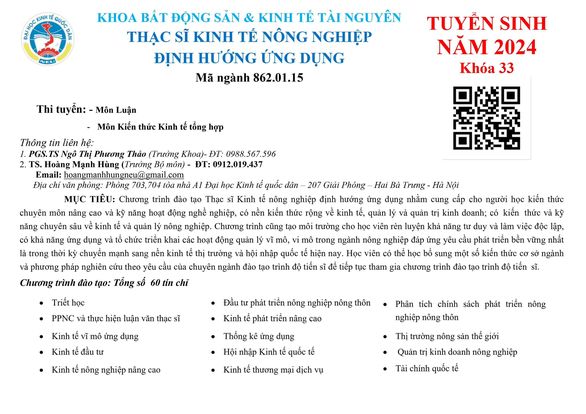 ĐẠI HỌC KINH TẾ QUỐC DÂN
N.E.U
KHOA BẤT ĐỘNG SẢN & KINH TẾ TÀI NGUYÊN
THẠC SĨ KINH TẾ NÔNG NGHIỆP
ĐỊNH HƯỚNG ỨNG DỤNG
Mã ngành 862.01.15
TUYỂN SINH
NĂM 2024
Khóa 33
Thi tuyển: - Môn Luận
- Môn Kiến thức Kinh tế tổng hợp
Thông tin liên hệ:
1. PGS.TS Ngô Thị Phương Thảo (Trưởng Khoa)- ĐT: 0988.567.596
2. TS. Hoàng Mạnh Hùng (Trưởng Bộ môn) - ĐT: 0912.019.437
Email: hoangmanhhungneu@gmail.com
Địa chỉ văn phòng: Phòng 703,704 tòa nhà A1 Đại học Kinh tế quốc dân – 207 Giải Phóng – Hai Bà Trưng - Hà Nội
MỤC TIÊU: Chương trình đào tạo Thạc sĩ Kinh tế nông nghiệp định hướng ứng dụng nhằm cung cấp cho người học kiến thức
chuyên môn nâng cao và kỹ năng hoạt động nghề nghiệp, có nền kiến thức rộng về kinh tế, quản lý và quản trị kinh doanh; có kiến thức và kỹ
năng chuyên sâu về kinh tế và quản lý nông nghiệp. Chương trình cũng tạo môi trường cho học viên rèn luyện khả năng tư duy và làm việc độc lập,
có khả năng ứng dụng và tổ chức triển khai các hoạt động quản lý vĩ mô, vi mô trong ngành nông nghiệp đáp ứng yêu cầu phát triển bền vững nhất
là trong thời kỳ chuyển mạnh sang nền kinh tế thị trường và hội nhập quốc tế hiện nay. Học viên có thể học bổ sung một số kiến thức cơ sở ngành
và phương pháp nghiên cứu theo yêu cầu của chuyên ngành đào tạo trình độ tiến sĩ để tiếp tục tham gia chương trình đào tạo trình độ tiến sĩ.
Chương trình đào tạo: Tổng số 60 tín chỉ
• Triết học
• PPNC và thực hiện luận văn thạc sĩ
• Kinh tế vĩ mô ứng dụng
• Kinh tế đầu tư
• Kinh tế nông nghiệp nâng cao
• Đầu tư phát triển nông nghiệp nông thôn
• Kinh tế phát triển nâng cao
• Thống kê ứng dụng
• Hội nhập Kinh tế quốc tế
• Kinh tế thương mại dịch vụ
• Phân tích chính sách phát triển nông
nghiệp nông thôn
• Thị trường nông sản thế giới
• Quản trị kinh doanh nông nghiệp
• Tài chính quốc tế